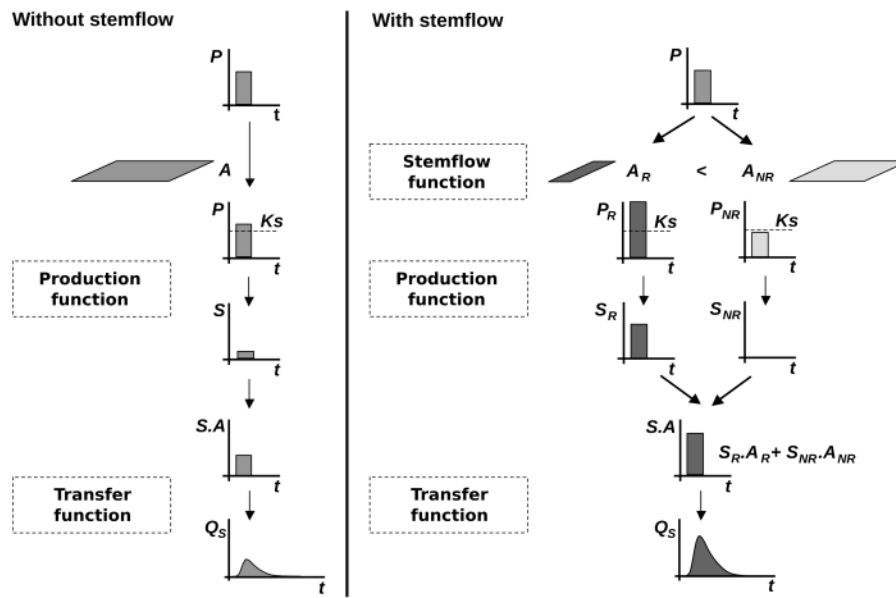 Without stemflow
P
t
A
P
Ks
t
Production
function
S
t
S.A
t
Transfer
function
Q_S
t
With stemflow
P
t
Stemflow
function
A_R < A_NR
P_R Ks P_NR Ks
t t
Production
function
S_R S_NR
t t
S.A
S_R.A_R + S_NR.A_NR
t
Transfer
function
Q_S
t